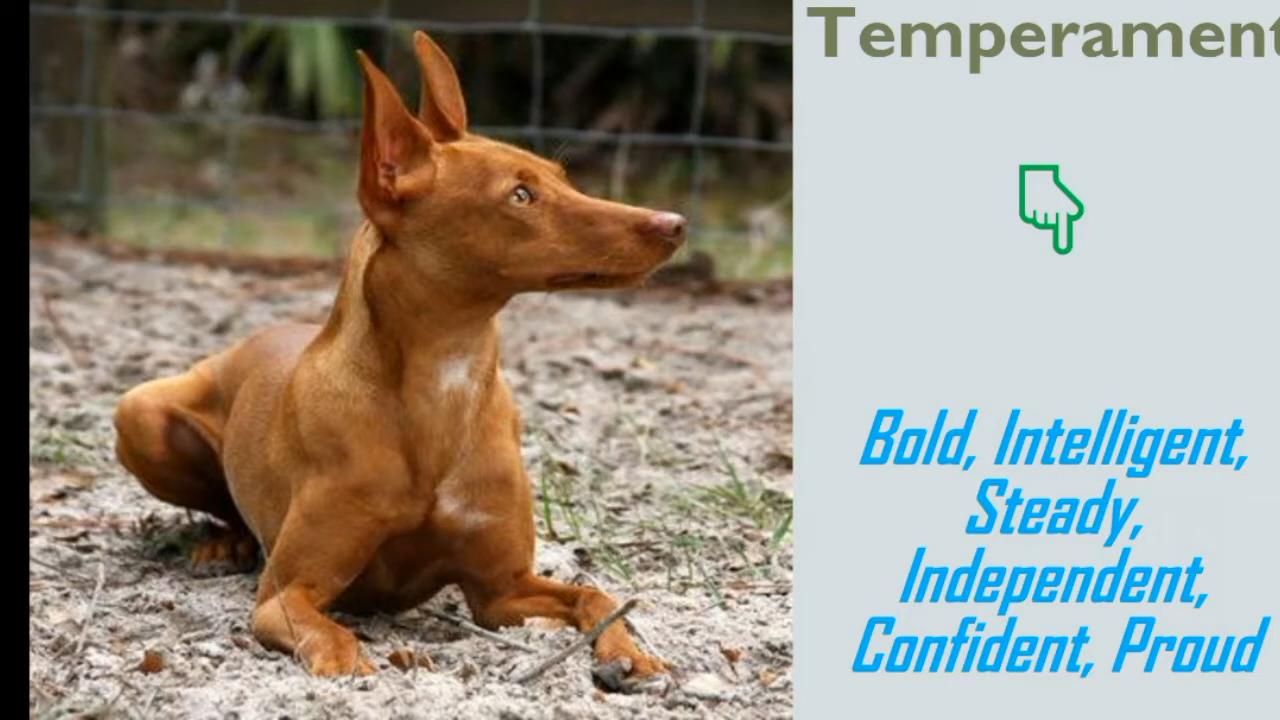 Temperament
Bold, Intelligent,
Steady,
Independent,
Confident, Proud